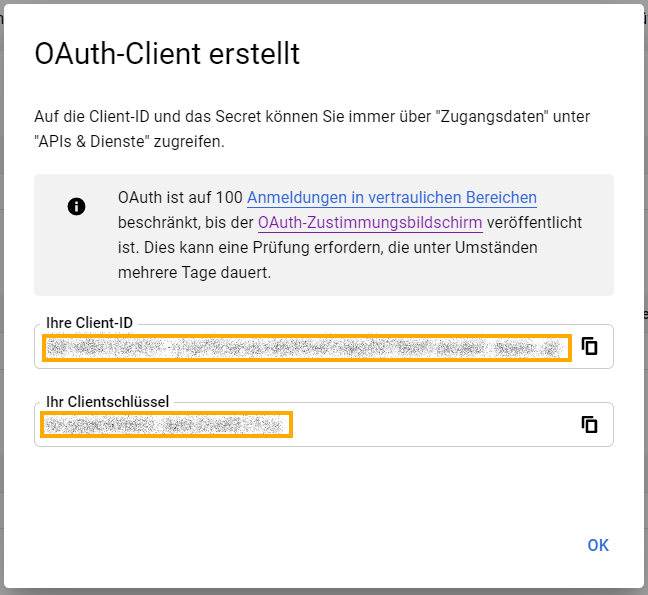 OAuth-Client erstellt
Auf die Client-ID und das Secret können Sie immer über "Zugangsdaten" unter
"APIs & Dienste" zugreifen.
OAuth ist auf 100 Anmeldungen in vertraulichen Bereichen
beschränkt, bis der OAuth-Zustimmungsbildschirm veröffentlicht
ist. Dies kann eine Prüfung erfordern, die unter Umständen
mehrere Tage dauert.
Ihre Client-ID
Ihr Clientschlüssel
OK